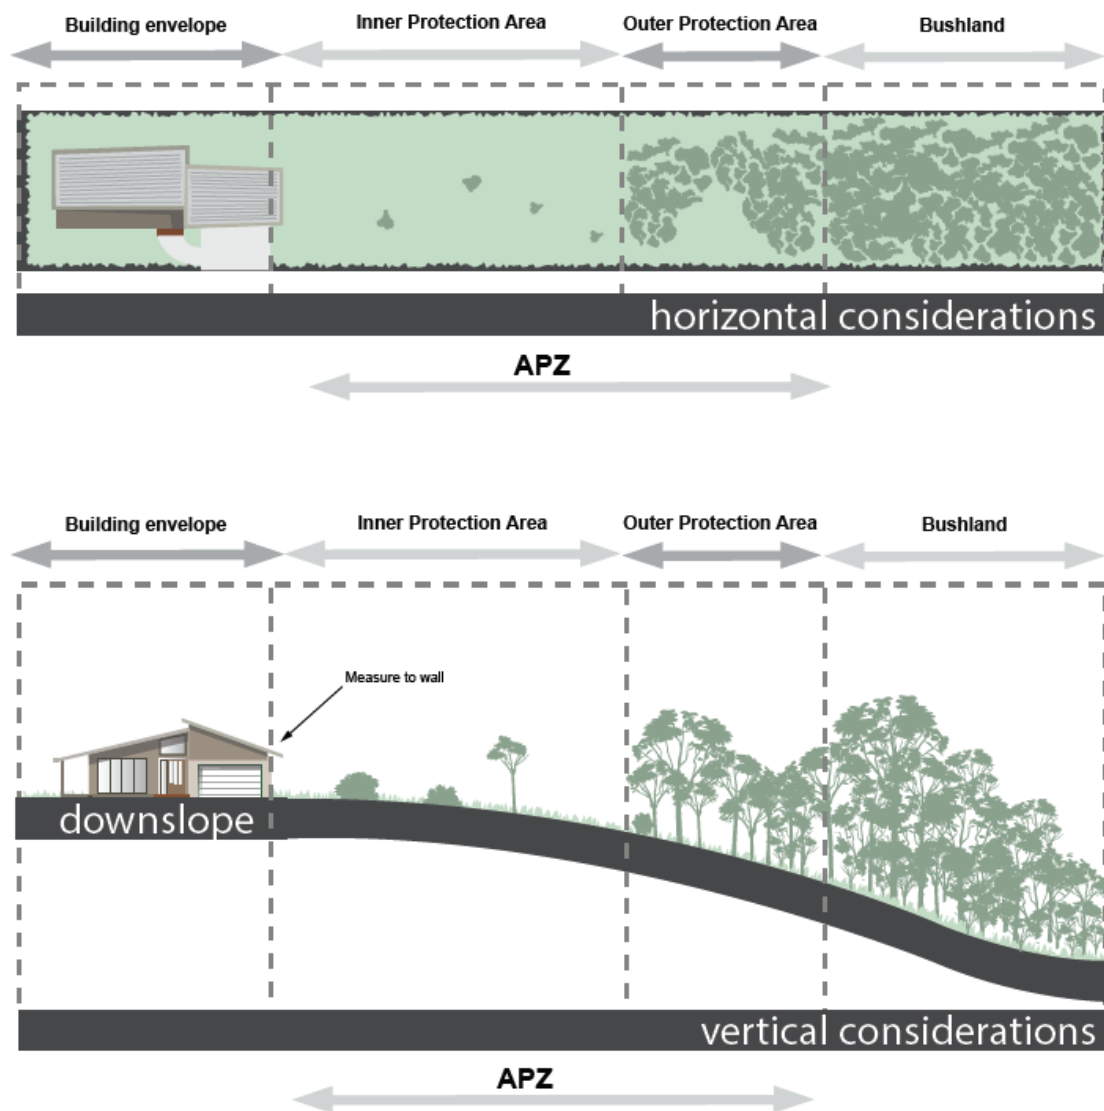 Building envelope
Inner Protection Area
Outer Protection Area
Bushland
horizontal considerations
APZ
Building envelope
Inner Protection Area
Outer Protection Area
Bushland
Measure to wall
downslope
vertical considerations
APZ